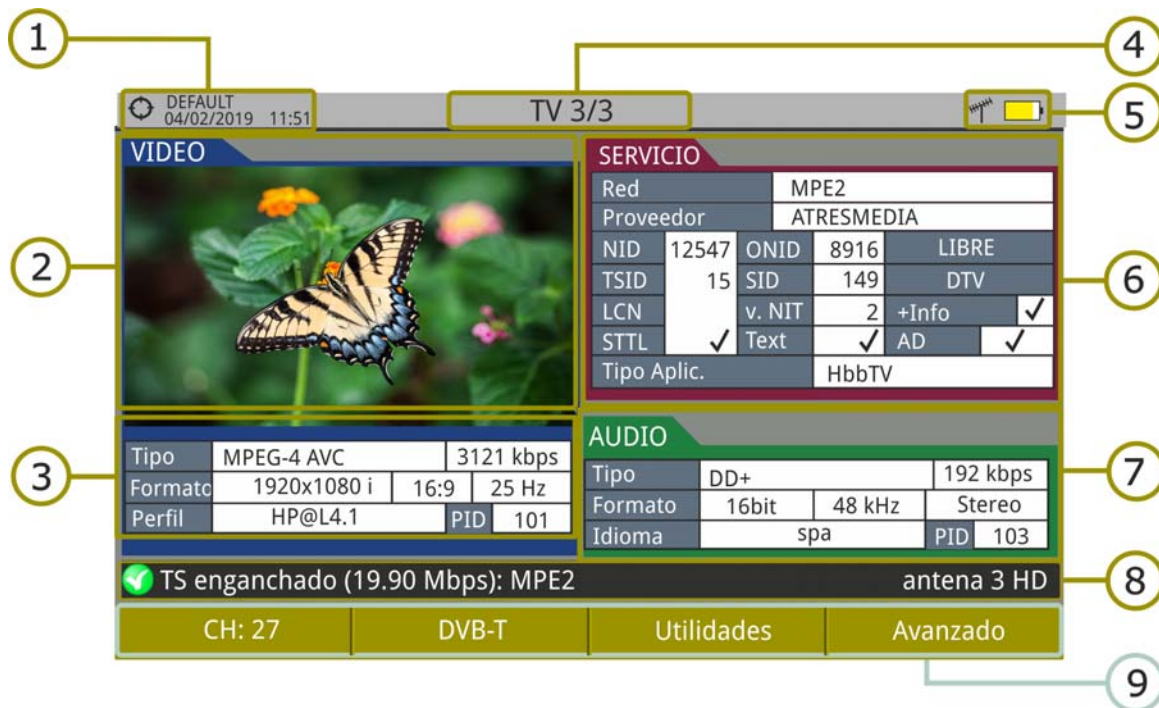 1
4
DEFAULT
04/02/2019 11:51
TV 3/3
5
VIDEO
2
SERVICIO
Red MPE2
Proveedor ATRESMEDIA
NID 12547 ONID 8916 LIBRE
TSID 15 SID 149 DTV
LCN v. NIT 2 +Info ✓
STTL ✓ Text ✓ AD ✓
Tipo Aplic. HbbTV
6
3
Tipo MPEG-4 AVC 3121 kbps
Formato 1920x1080 i 16:9 25 Hz
Perfil HP@L4.1 PID 101
AUDIO
Tipo DD+ 192 kbps
Formato 16bit 48 kHz Stereo
Idioma spa PID 103
7
TS enganchado (19.90 Mbps): MPE2 antena 3 HD
8
CH: 27 DVB-T Utilidades Avanzado
9